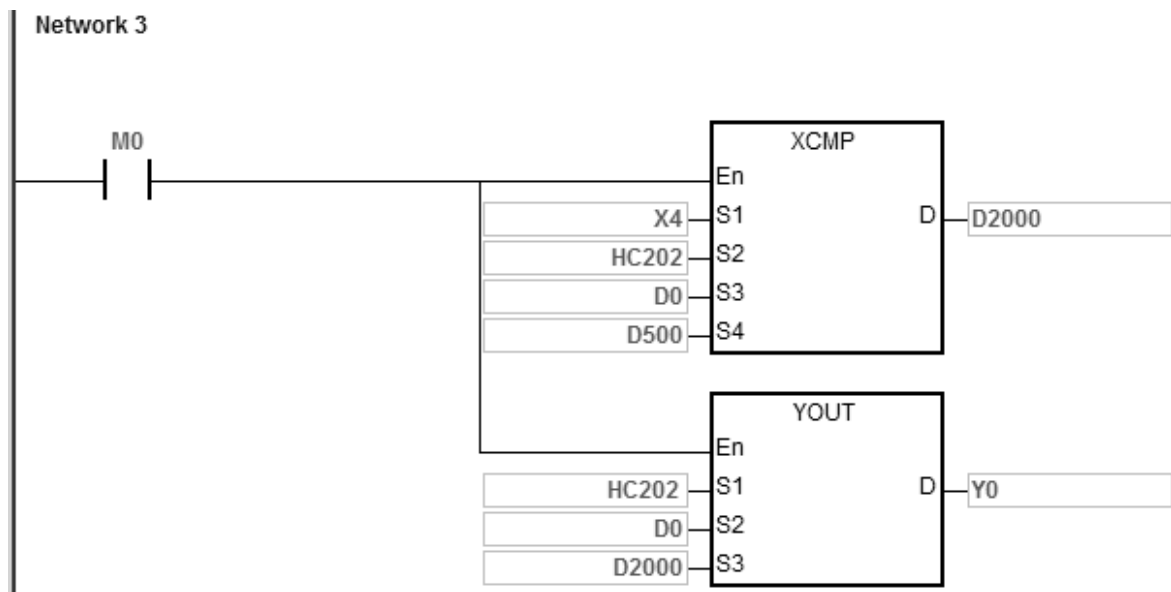 Network 3
M0
XCMP
En
X4 S1 D D2000
HC202 S2
D0 S3
D500 S4
YOUT
En
HC202 S1 D Y0
D0 S2
D2000 S3